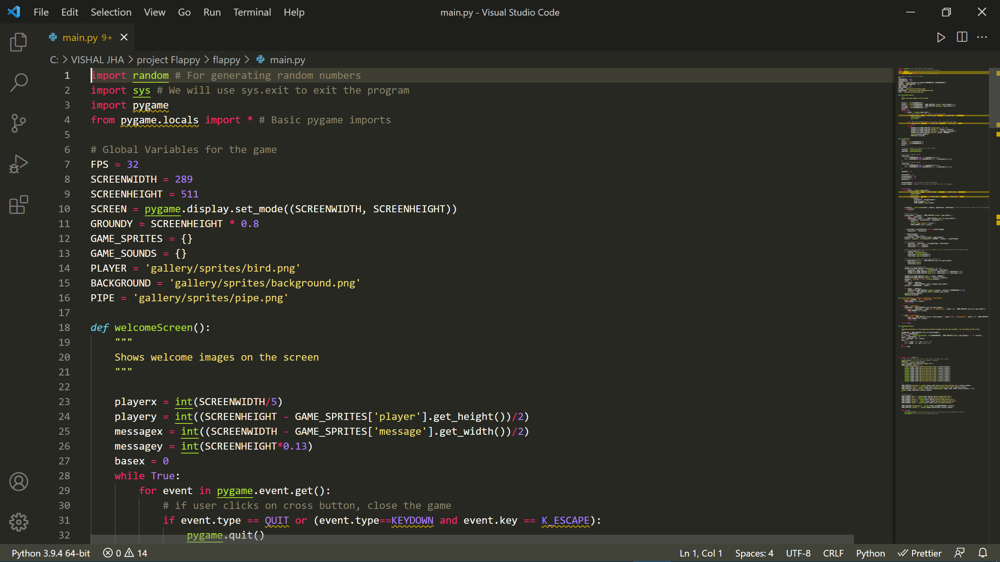 File Edit Selection View Go Run Terminal Help main.py - Visual Studio Code
main.py 9+
C: > VISHAL JHA > project Flappy > flappy > main.py
1 import random # For generating random numbers
2 import sys # We will use sys.exit to exit the program
3 import pygame
4 from pygame.locals import * # Basic pygame imports
5
6 # Global Variables for the game
7 FPS = 32
8 SCREENWIDTH = 289
9 SCREENHEIGHT = 511
10 SCREEN = pygame.display.set_mode((SCREENWIDTH, SCREENHEIGHT))
11 GROUNDY = SCREENHEIGHT * 0.8
12 GAME_SPRITES = {}
13 GAME_SOUNDS = {}
14 PLAYER = 'gallery/sprites/bird.png'
15 BACKGROUND = 'gallery/sprites/background.png'
16 PIPE = 'gallery/sprites/pipe.png'
17
18 def welcomeScreen():
19     """
20     Shows welcome images on the screen
21     """
22
23     playerx = int(SCREENWIDTH/5)
24     playery = int((SCREENHEIGHT - GAME_SPRITES['player'].get_height())/2)
25     messagex = int((SCREENWIDTH - GAME_SPRITES['message'].get_width())/2)
26     messagey = int(SCREENHEIGHT*0.13)
27     basex = 0
28     while True:
29         for event in pygame.event.get():
30             # if user clicks on cross button, close the game
31             if event.type == QUIT or (event.type==KEYDOWN and event.key == K_ESCAPE):
32                 pygame.quit()
Python 3.9.4 64-bit 0 14 Ln 1, Col 1 Spaces: 4 UTF-8 CRLF Python Prettier